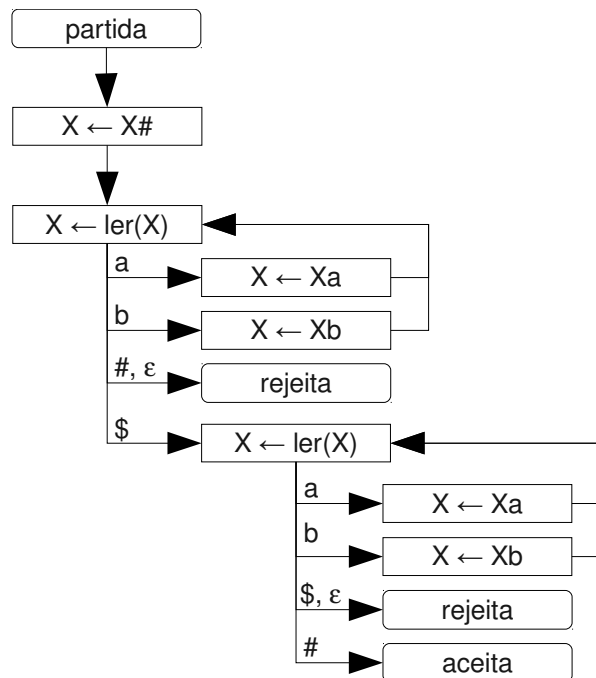 partida
X ← X#
X ← ler(X)
a
X ← Xa
b
X ← Xb
#, ε
rejeita
$
X ← ler(X)
a
X ← Xa
b
X ← Xb
$, ε
rejeita
#
aceita